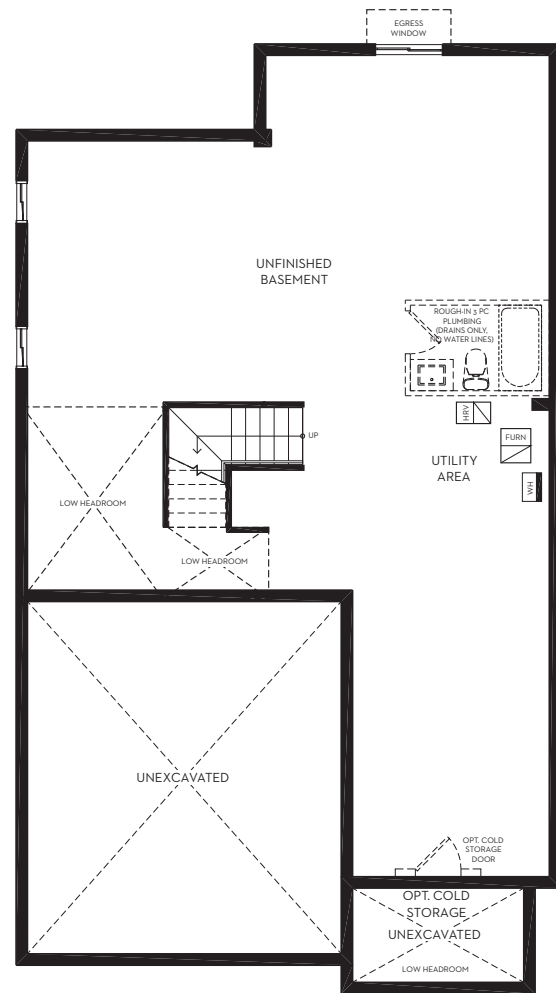 EGRESS
WINDOW
UNFINISHED
BASEMENT
ROUGH-IN 3 PC
PLUMBING
(DRAINS ONLY,
NO WATER LINES)
HRV
UP
FURN
UTILITY
AREA
WH
LOW HEADROOM
LOW HEADROOM
UNEXCAVATED
OPT. COLD
STORAGE
DOOR
OPT. COLD
STORAGE
UNEXCAVATED
LOW HEADROOM